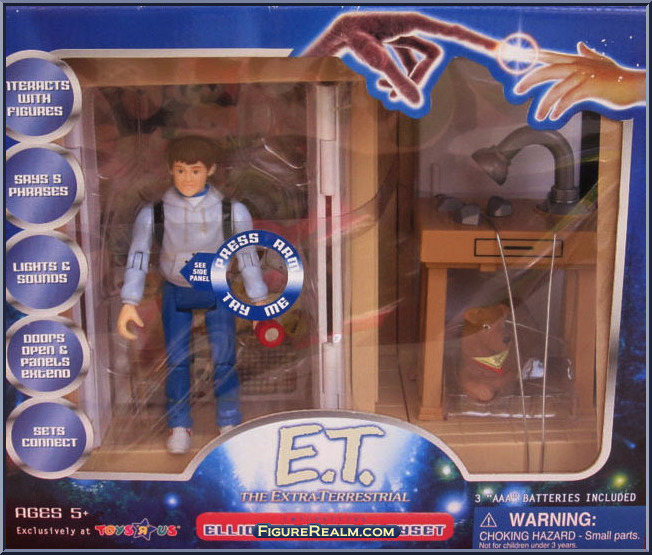 INTERACTS
WITH
FIGURES
SAYS 5
PHRASES
LIGHTS &
SOUNDS
DOORS
OPEN &
PANELS
EXTEND
SETS
CONNECT
SEE
SIDE
PANEL
PRESS ARM
TRY ME
E.T.
THE EXTRA-TERRESTRIAL
AGES 5+
Exclusively at TOYS"R"US
FIGUREREALM.COM
3 "AAA" BATTERIES INCLUDED
WARNING:
CHOKING HAZARD - Small parts.
Not for children under 3 years.